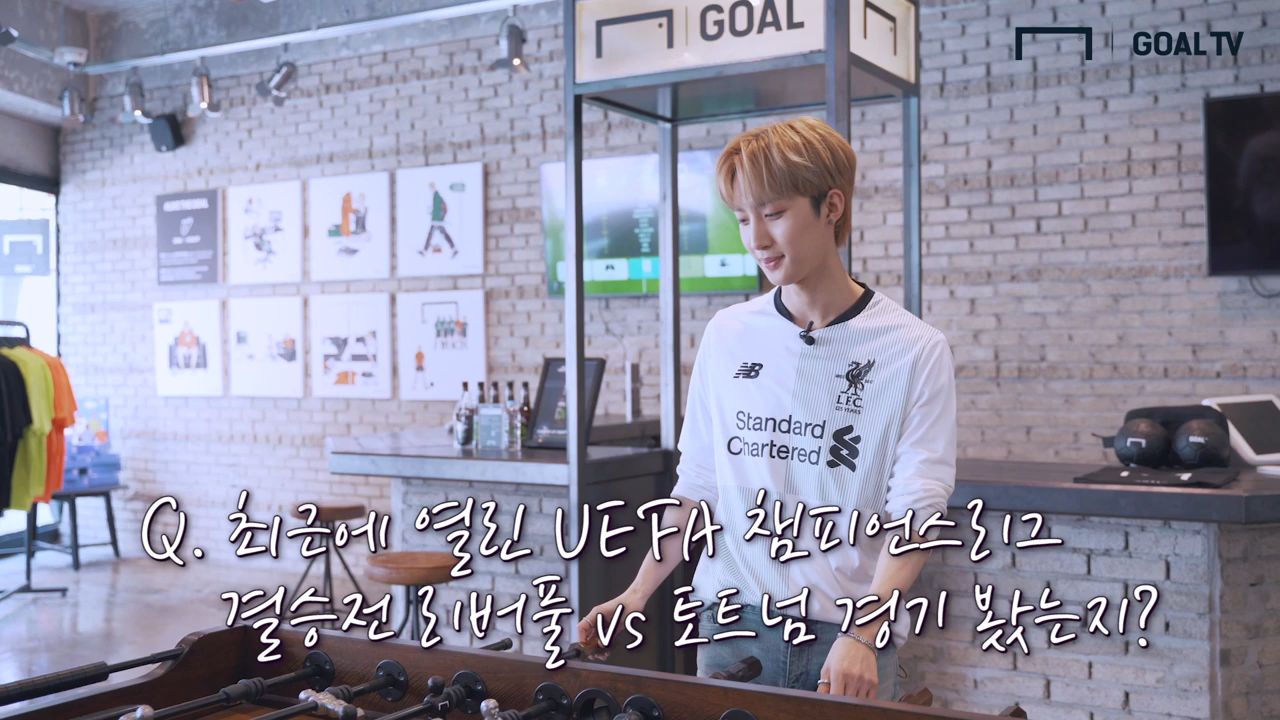 GOAL
GOAL TV
Standard
Chartered
L.F.C.
Q. 최근에 열린 UEFA 챔피언스리그
결승전 리버풀 vs 토트넘 경기 봤는지?